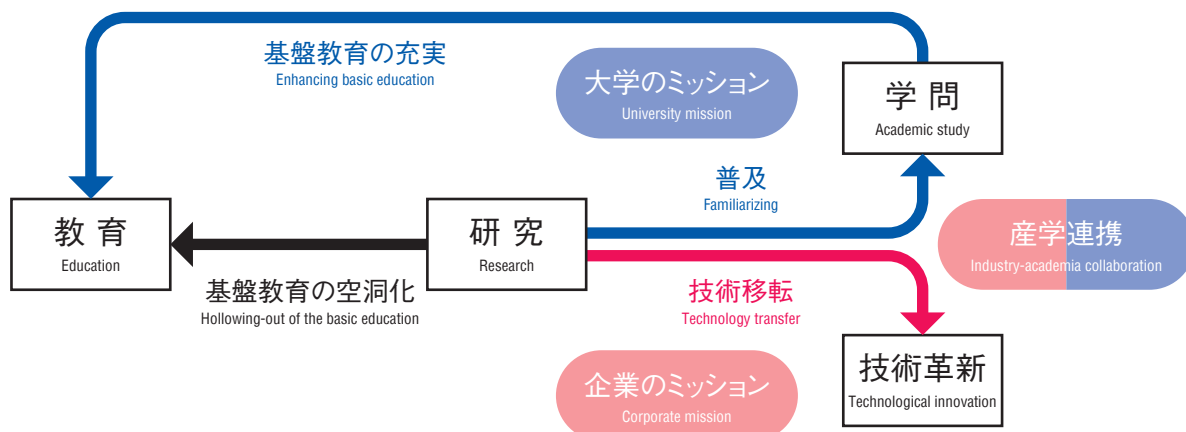 基盤教育の充実
Enhancing basic education
大学のミッション
University mission
学問
Academic study
普及
Familiarizing
教育
Education
研究
Research
産学連携
Industry-academia collaboration
基盤教育の空洞化
Hollowing-out of the basic education
技術移転
Technology transfer
企業のミッション
Corporate mission
技術革新
Technological innovation